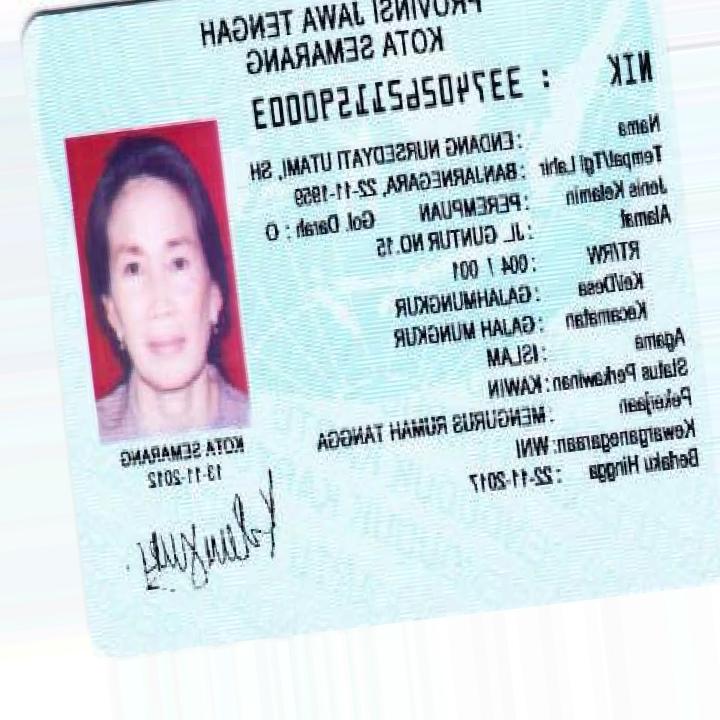 PROVINSI JAWA TENGAH
KOTA SEMARANG
NIK : 3374056211590003
Nama : ENDANG NURSEDYATI UTAMI, SH
Tempat/Tgl Lahir : BANJARNEGARA, 22-11-1959
Jenis Kelamin : PEREMPUAN Gol. Darah : O
Alamat : JL. GUNTUR NO.15
RT/RW : 004 / 001
Kel/Desa : GAJAHMUNGKUR
Kecamatan : GAJAH MUNGKUR
Agama : ISLAM
Status Perkawinan : KAWIN
Pekerjaan : MENGURUS RUMAH TANGGA
Kewarganegaraan: WNI
Berlaku Hingga : 22-11-2017
KOTA SEMARANG
13-11-2012